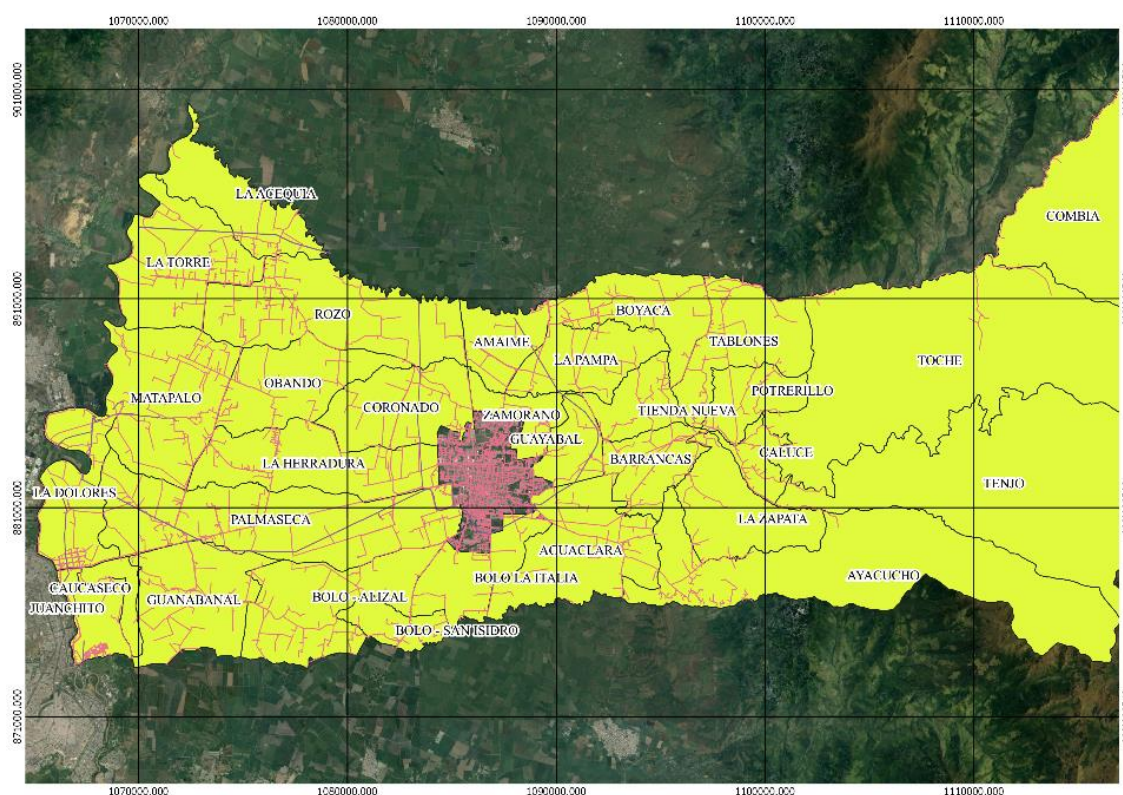 1070000.000 1080000.000 1090000.000 1100000.000 1110000.000
901000.000
LA ACEQUIA
COMBIA
LA TORRE
891000.000
ROZO
BOYACA
AMAIME
TABLONES
LA PAMPA
TOCHE
OBANDO
POTRERILLO
MATAPALO
CORONADO
ZAMORANO
TIENDA NUEVA
GUAYABAL
CALUCE
LA HERRADURA
BARRANCAS
TENJO
LA DOLORES
881000.000
PALMASECA
LA ZAPATA
AGUACLARA
AYACUCHO
BOLO LA ITALIA
CAUCASECO
BOLO - ALIZAL
GUANABANAL
JUANCHITO
BOLO - SAN ISIDRO
871000.000
1070000.000 1080000.000 1090000.000 1100000.000 1110000.000